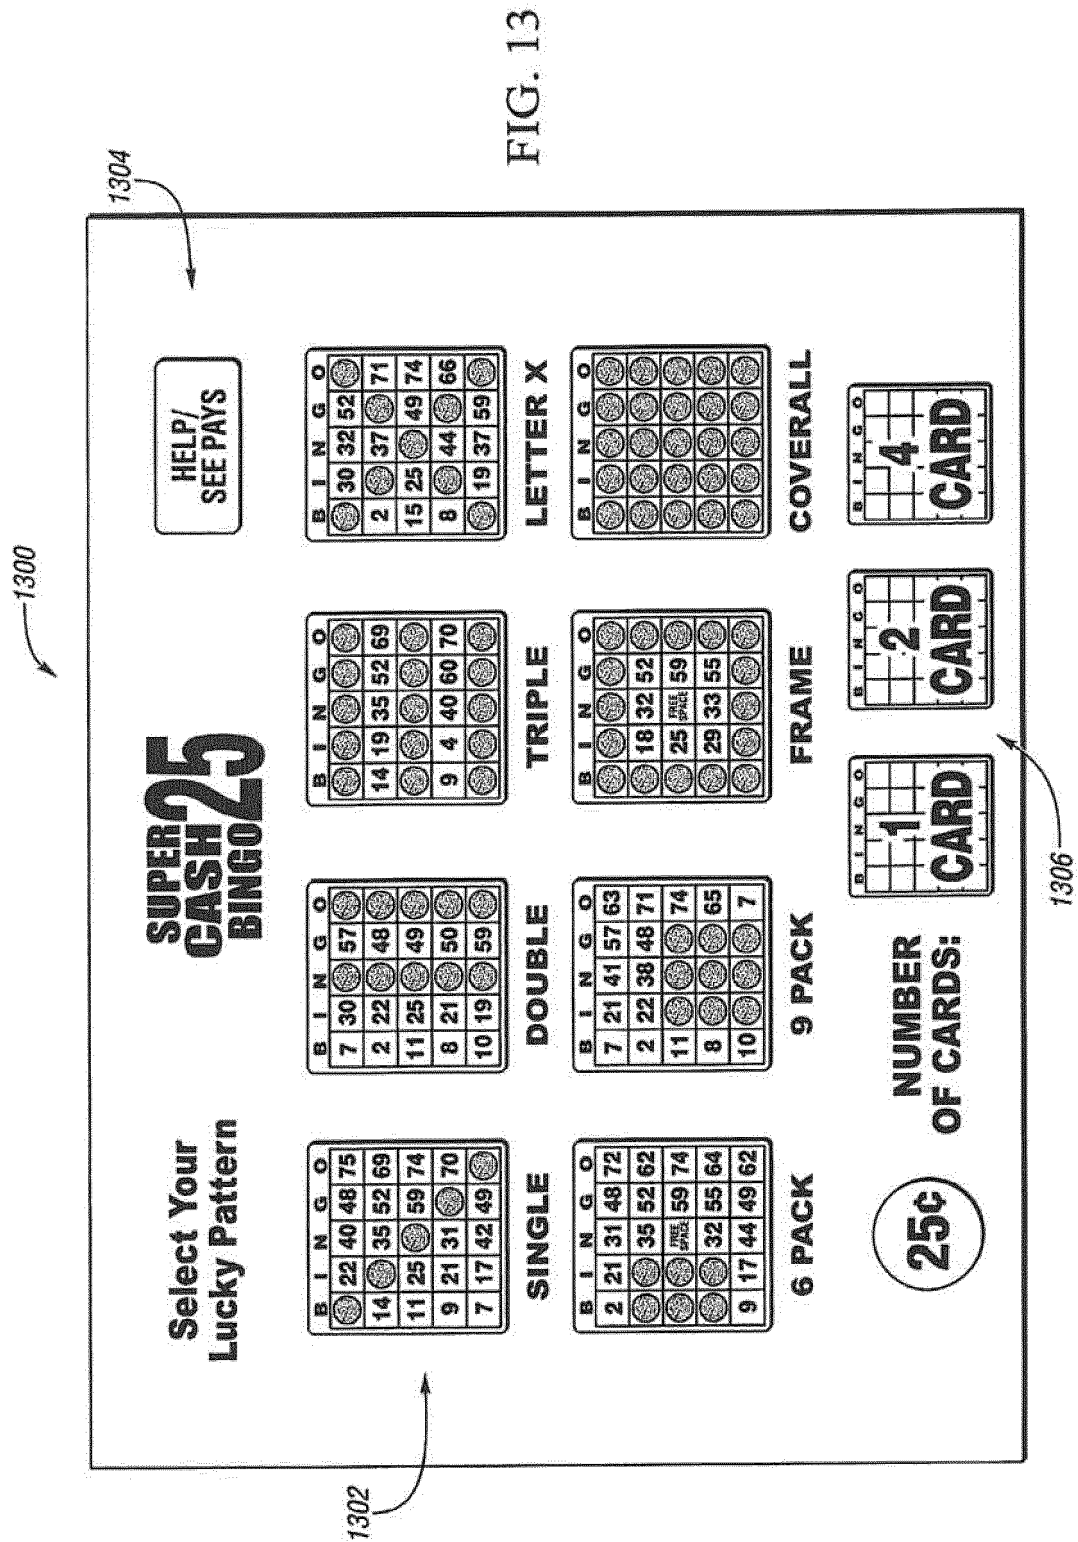 1300
1304
Select Your
Lucky Pattern
SUPER
CASH
BINGO
25
HELP/
SEE PAYS
1302
B I N G O
22 40 48 75
14 35 52 69
11 25 59 74
9 21 31 70
7 17 42 49
SINGLE
B I N G O
7 30 57
2 22 48
11 25 49
8 21 50
10 19 59
DOUBLE
B I N G O
14 19 35 52 69
9 4 40 60 70
TRIPLE
B I N G O
30 32 52
2 37 71
15 25 49 74
8 44 66
19 37 59
LETTER X
B I N G O
2 21 31 48 72
35 52 62
FREE SPACE 59 74
32 55 64
9 17 44 49 62
6 PACK
B I N G O
7 21 41 57 63
2 22 38 48 71
11 74
8 65
10 7
9 PACK
B I N G O
18 32 52
25 FREE SPACE 59
29 33 55
FRAME
B I N G O
COVERALL
25¢
NUMBER
OF CARDS:
B I N G O
1
CARD
B I N G O
2
CARD
B I N G O
4
CARD
1306
FIG. 13